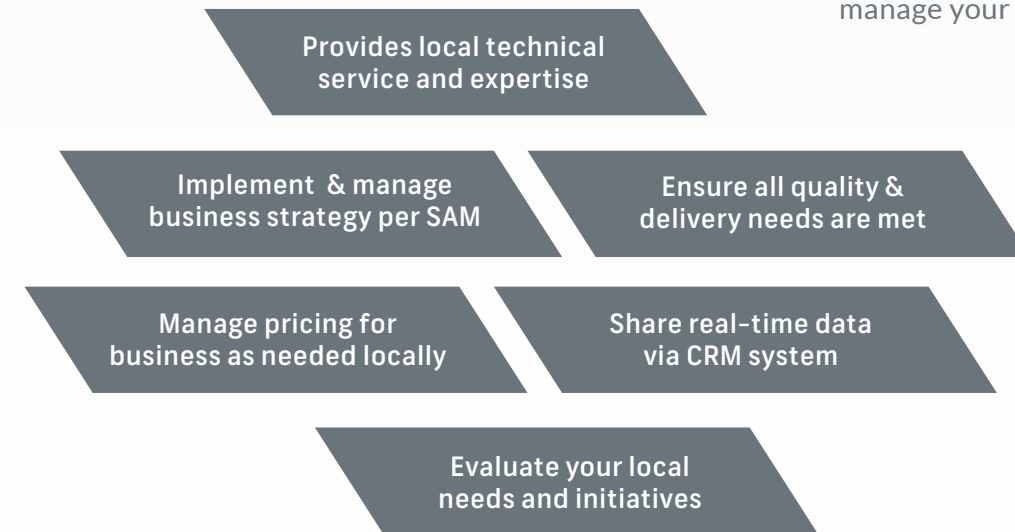 manage your
Provides local technical
service and expertise
Implement & manage
business strategy per SAM
Ensure all quality &
delivery needs are met
Manage pricing for
business as needed locally
Share real-time data
via CRM system
Evaluate your local
needs and initiatives